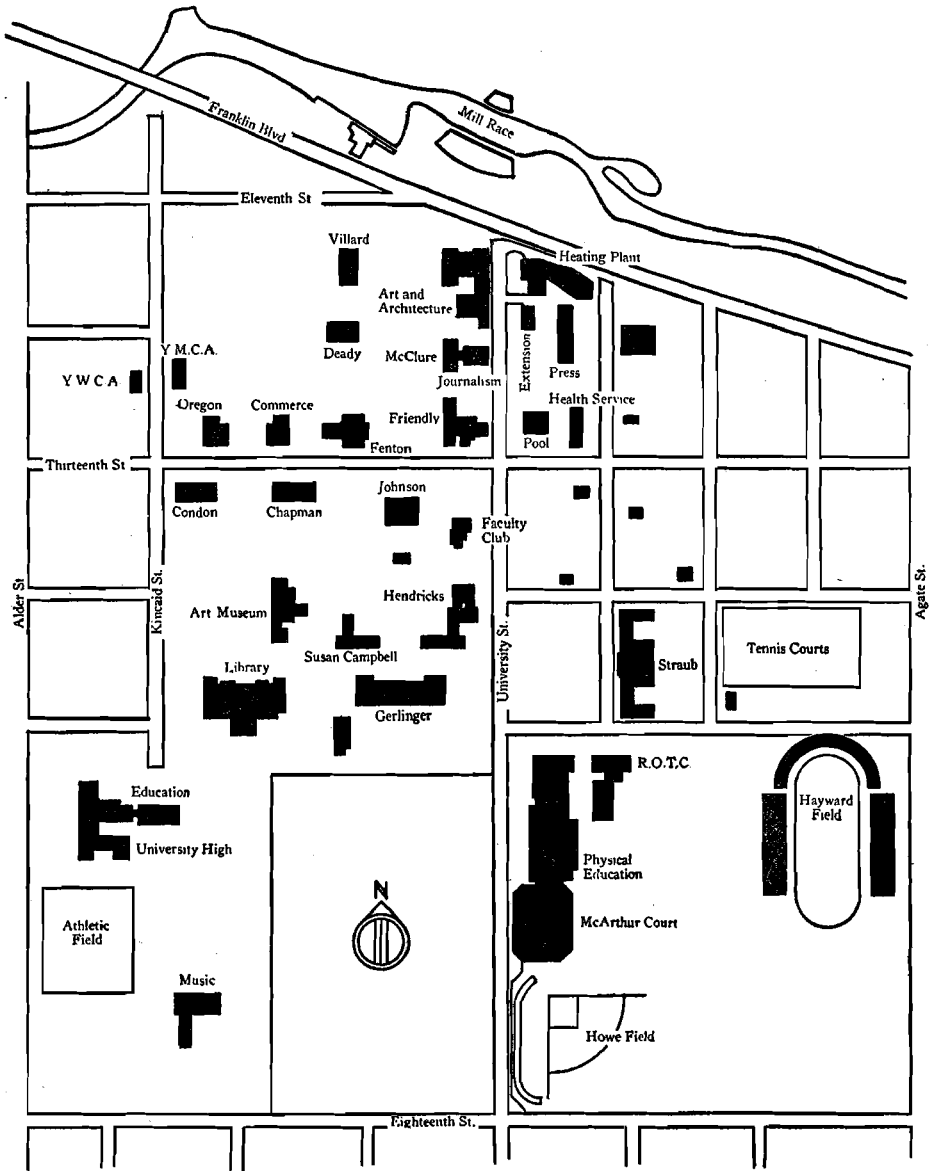 Franklin Blvd
Mill Race
Eleventh St
Villard
Heating Plant
Art and
Architecture
Deady
McClure
Journalism
Extension
Press
Y M.C.A.
Y W C A
Oregon
Commerce
Friendly
Health Service
Fenton
Pool
Thirteenth St
Condon
Chapman
Johnson
Faculty
Club
Alder St
Kincaid St.
Art Museum
Hendricks
Susan Campbell
University St.
Straub
Tennis Courts
Agate St.
Library
Gerlinger
R.O.T.C.
Education
University High
Hayward
Field
Physical
Education
N
McArthur Court
Athletic
Field
Music
Howe Field
Eighteenth St.